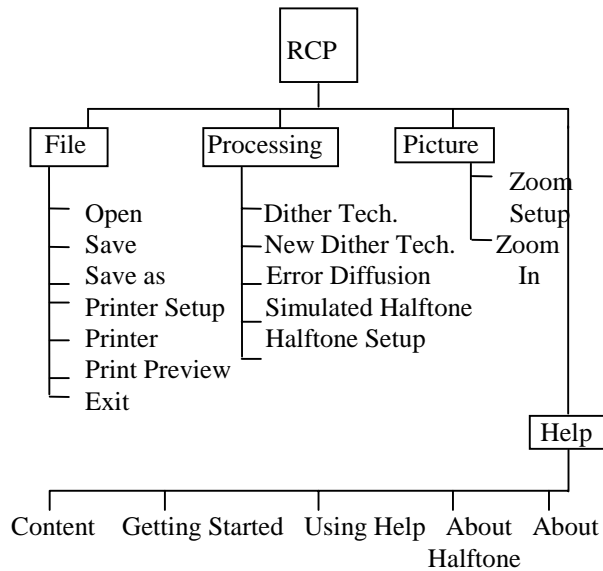 RCP
File
Processing
Picture
Open
Save
Save as
Printer Setup
Printer
Print Preview
Exit
Dither Tech.
New Dither Tech.
Error Diffusion
Simulated Halftone
Halftone Setup
Zoom
Setup
Zoom
In
Help
Content
Getting Started
Using Help
About
Halftone
About